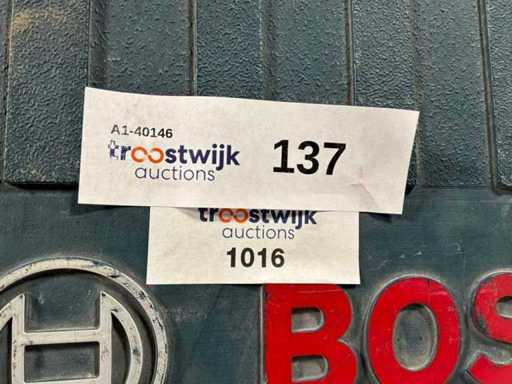 A1-40146
troostwijk 137
auctions
troostwijk
auctions
1016
BOS